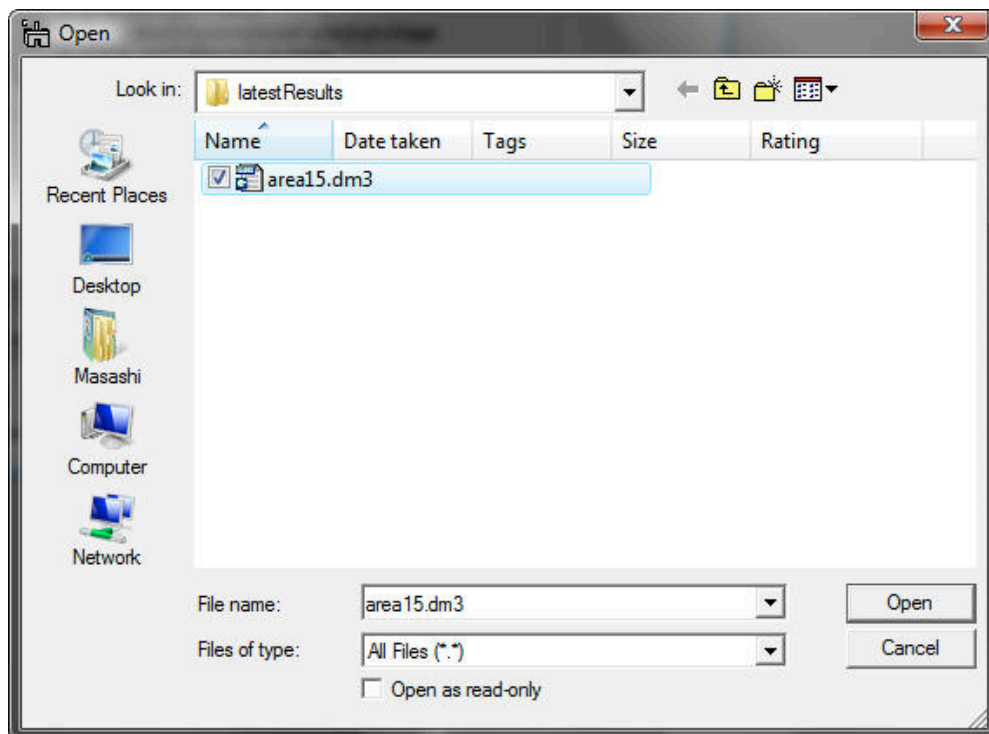 Open
Look in: latestResults
Name Date taken Tags Size Rating
area15.dm3
Recent Places
Desktop
Masashi
Computer
Network
File name: area15.dm3 Open
Files of type: All Files (*.*) Cancel
Open as read-only